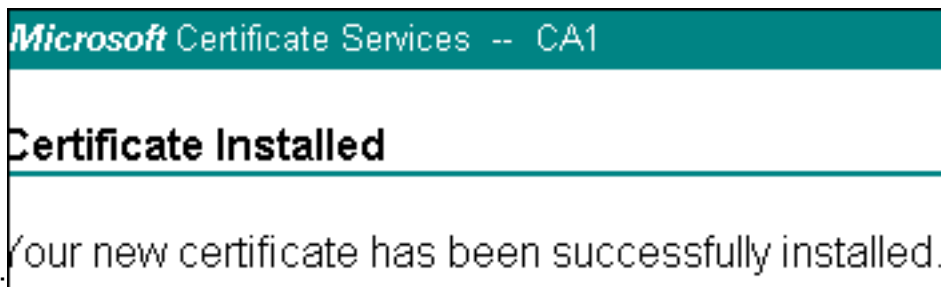 Microsoft Certificate Services -- CA1
Certificate Installed
Your new certificate has been successfully installed.